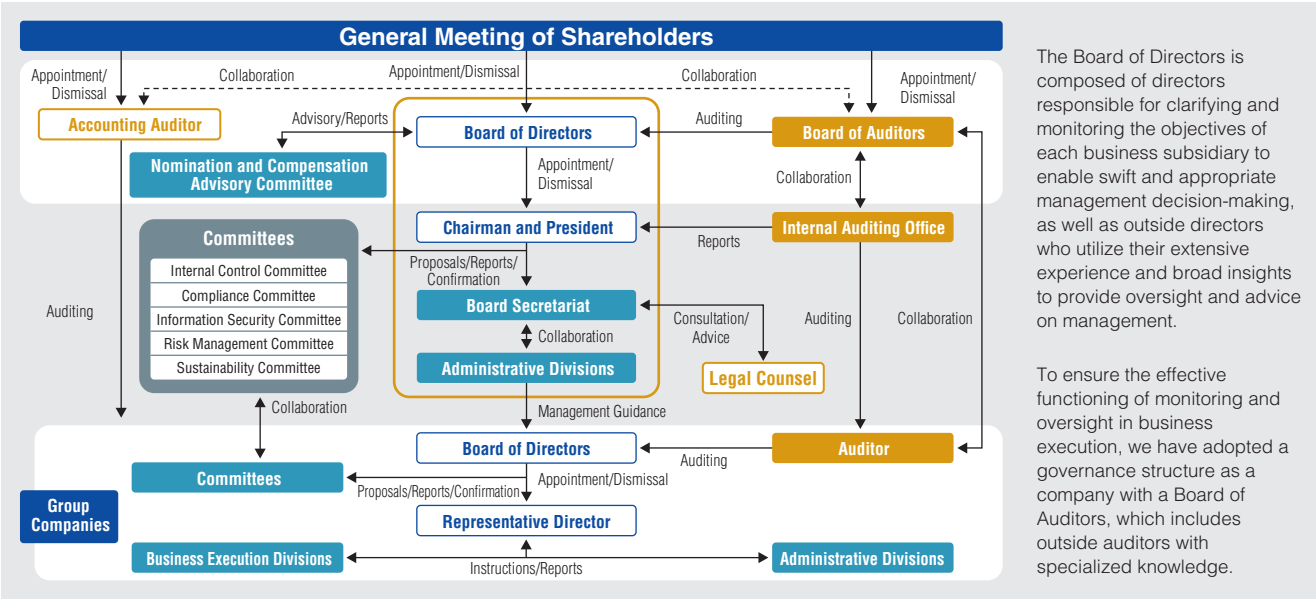 General Meeting of Shareholders
Appointment/
Dismissal
Collaboration
Appointment/Dismissal
Collaboration
Appointment/
Dismissal
Accounting Auditor
Advisory/Reports
Board of Directors
Auditing
Board of Auditors
Nomination and Compensation
Advisory Committee
Appointment/
Dismissal
Collaboration
Committees
Internal Control Committee
Compliance Committee
Information Security Committee
Risk Management Committee
Sustainability Committee
Chairman and President
Reports
Internal Auditing Office
Proposals/Reports/
Confirmation
Auditing
Board Secretariat
Collaboration
Administrative Divisions
Consultation/
Advice
Legal Counsel
Auditing
Collaboration
Collaboration
Management Guidance
Group
Companies
Board of Directors
Auditing
Auditor
Committees
Proposals/Reports/Confirmation
Appointment/Dismissal
Representative Director
Business Execution Divisions
Instructions/Reports
Administrative Divisions
The Board of Directors is
composed of directors
responsible for clarifying and
monitoring the objectives of
each business subsidiary to
enable swift and appropriate
management decision-making,
as well as outside directors
who utilize their extensive
experience and broad insights
to provide oversight and advice
on management.
To ensure the effective
functioning of monitoring and
oversight in business
execution, we have adopted a
governance structure as a
company with a Board of
Auditors, which includes
outside auditors with
specialized knowledge.